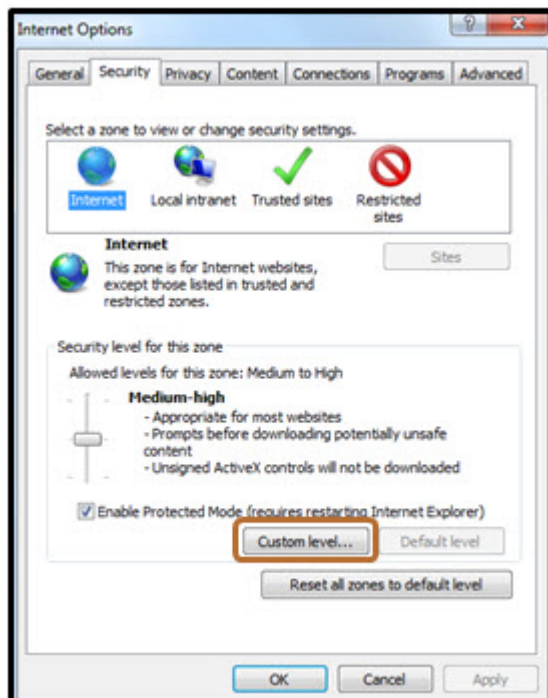 Internet Options
General Security Privacy Content Connections Programs Advanced
Select a zone to view or change security settings.
Internet Local intranet Trusted sites Restricted
sites
Internet
Sites
This zone is for Internet websites,
except those listed in trusted and
restricted zones.
Security level for this zone
Allowed levels for this zone: Medium to High
Medium-high
- Appropriate for most websites
- Prompts before downloading potentially unsafe
content
- Unsigned ActiveX controls will not be downloaded
Enable Protected Mode (requires restarting Internet Explorer)
Custom level... Default level
Reset all zones to default level
OK Cancel Apply